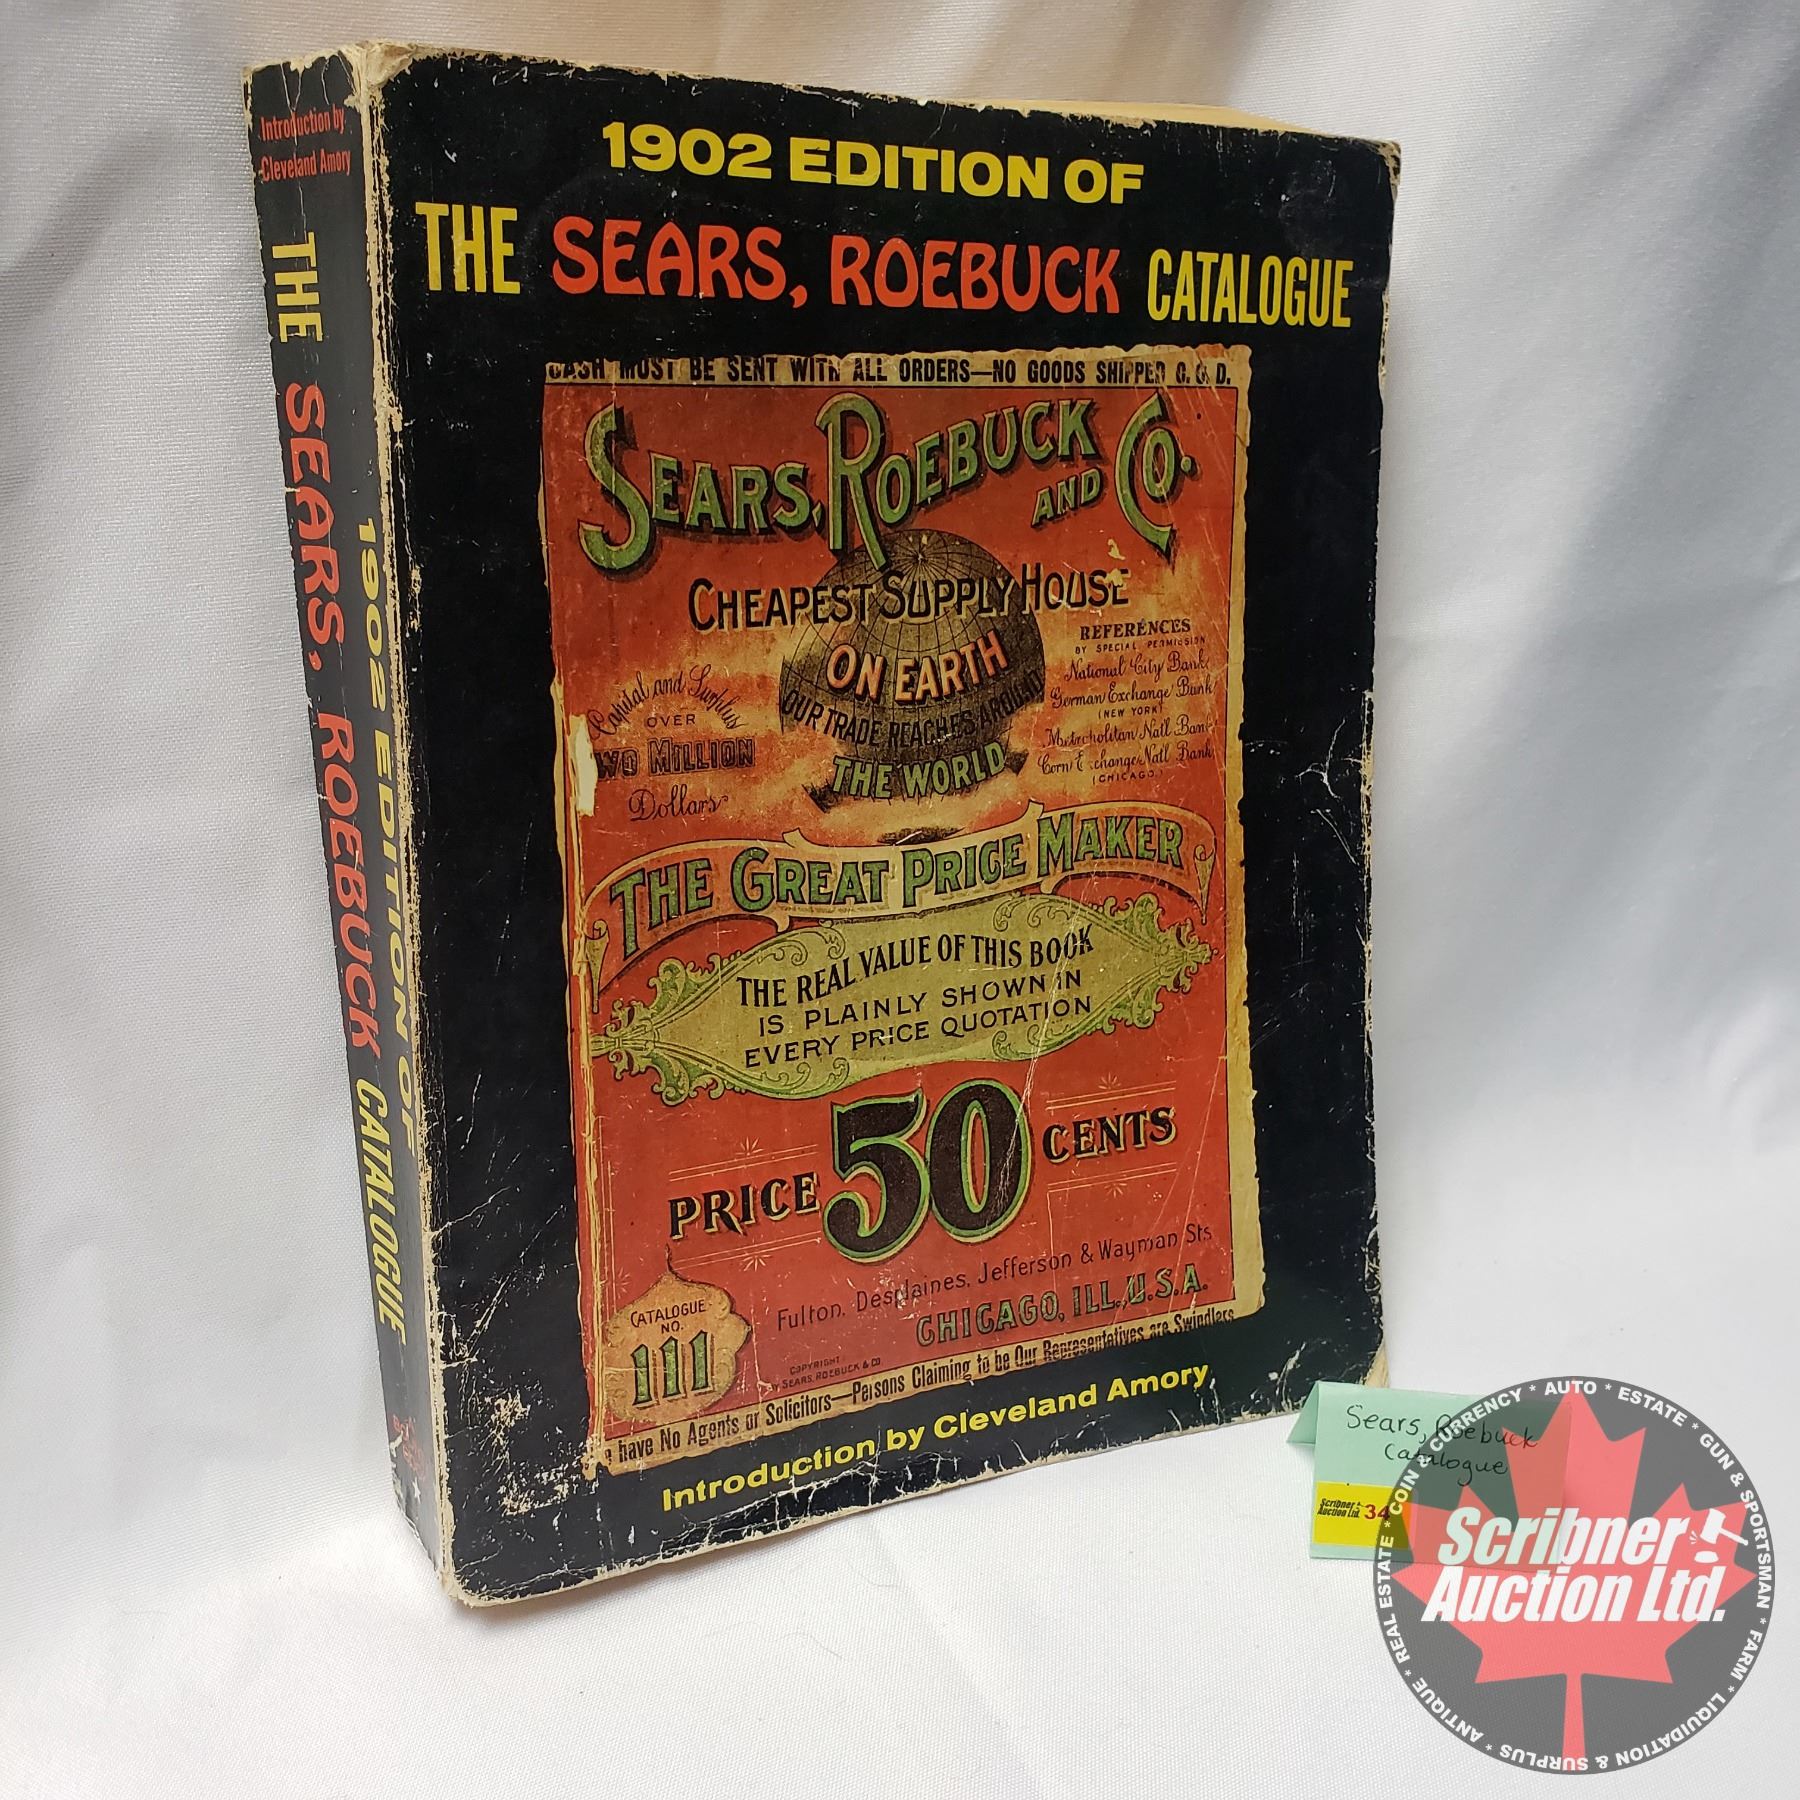 Introduction by
Cleveland Amory
1902 EDITION OF
THE SEARS, ROEBUCK CATALOGUE
1902 EDITION OF
THE SEARS, ROEBUCK CATALOGUE
CASH MUST BE SENT WITH ALL ORDERS—NO GOODS SHIPPED C.O.D.
SEARS, ROEBUCK AND CO.
CHEAPEST SUPPLY HOUSE
ON EARTH
OUR TRADE REACHES AROUND
THE WORLD
Capital and Surplus
OVER
WO MILLION
Dollars
REFERENCES
BY SPECIAL PERMISSION
National City Bank
German Exchange Bank
(NEW YORK)
Metropolitan Nat'l Bank
Corn Exchange Nat'l Bank
(CHICAGO)
THE GREAT PRICE MAKER
THE REAL VALUE OF THIS BOOK
IS PLAINLY SHOWN IN
EVERY PRICE QUOTATION
PRICE 50 CENTS
Fulton, Desplaines, Jefferson & Wayman Sts
CHICAGO, ILL., U.S.A.
CATALOGUE
NO.
111
COPYRIGHT
BY SEARS, ROEBUCK & CO.
have No Agents or Solicitors—Persons Claiming to be Our Representatives are Swindlers
Introduction by Cleveland Amory
Sears, Roebuck
Catalogue
Scribner
Auction Ltd. 34
Scribner
Auction Ltd.
COIN & CURRENCY * AUTO * ESTATE * GUN & SPORTSMAN * FARM * LIQUIDATION & SURPLUS * ANTIQUE * REAL ESTATE *